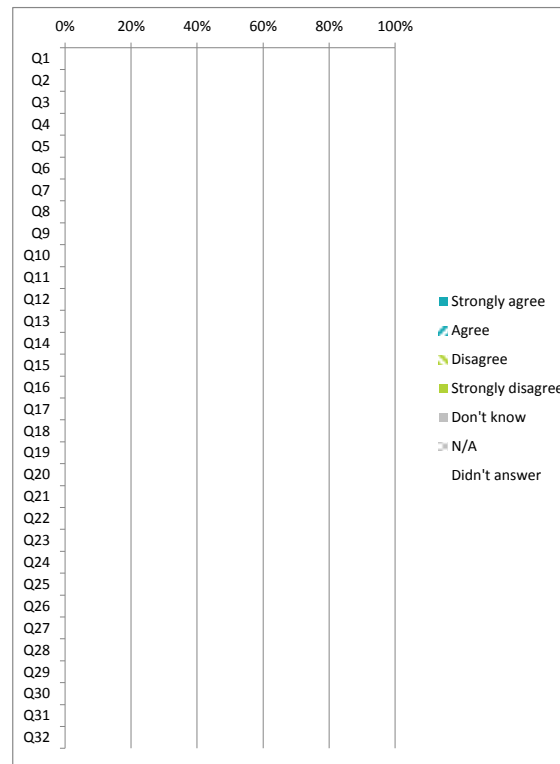 0% 20% 40% 60% 80% 100%
Q1
Q2
Q3
Q4
Q5
Q6
Q7
Q8
Q9
Q10
Q11
Q12
Q13
Q14
Q15
Q16
Q17
Q18
Q19
Q20
Q21
Q22
Q23
Q24
Q25
Q26
Q27
Q28
Q29
Q30
Q31
Q32
Strongly agree
Agree
Disagree
Strongly disagree
Don't know
N/A
Didn't answer